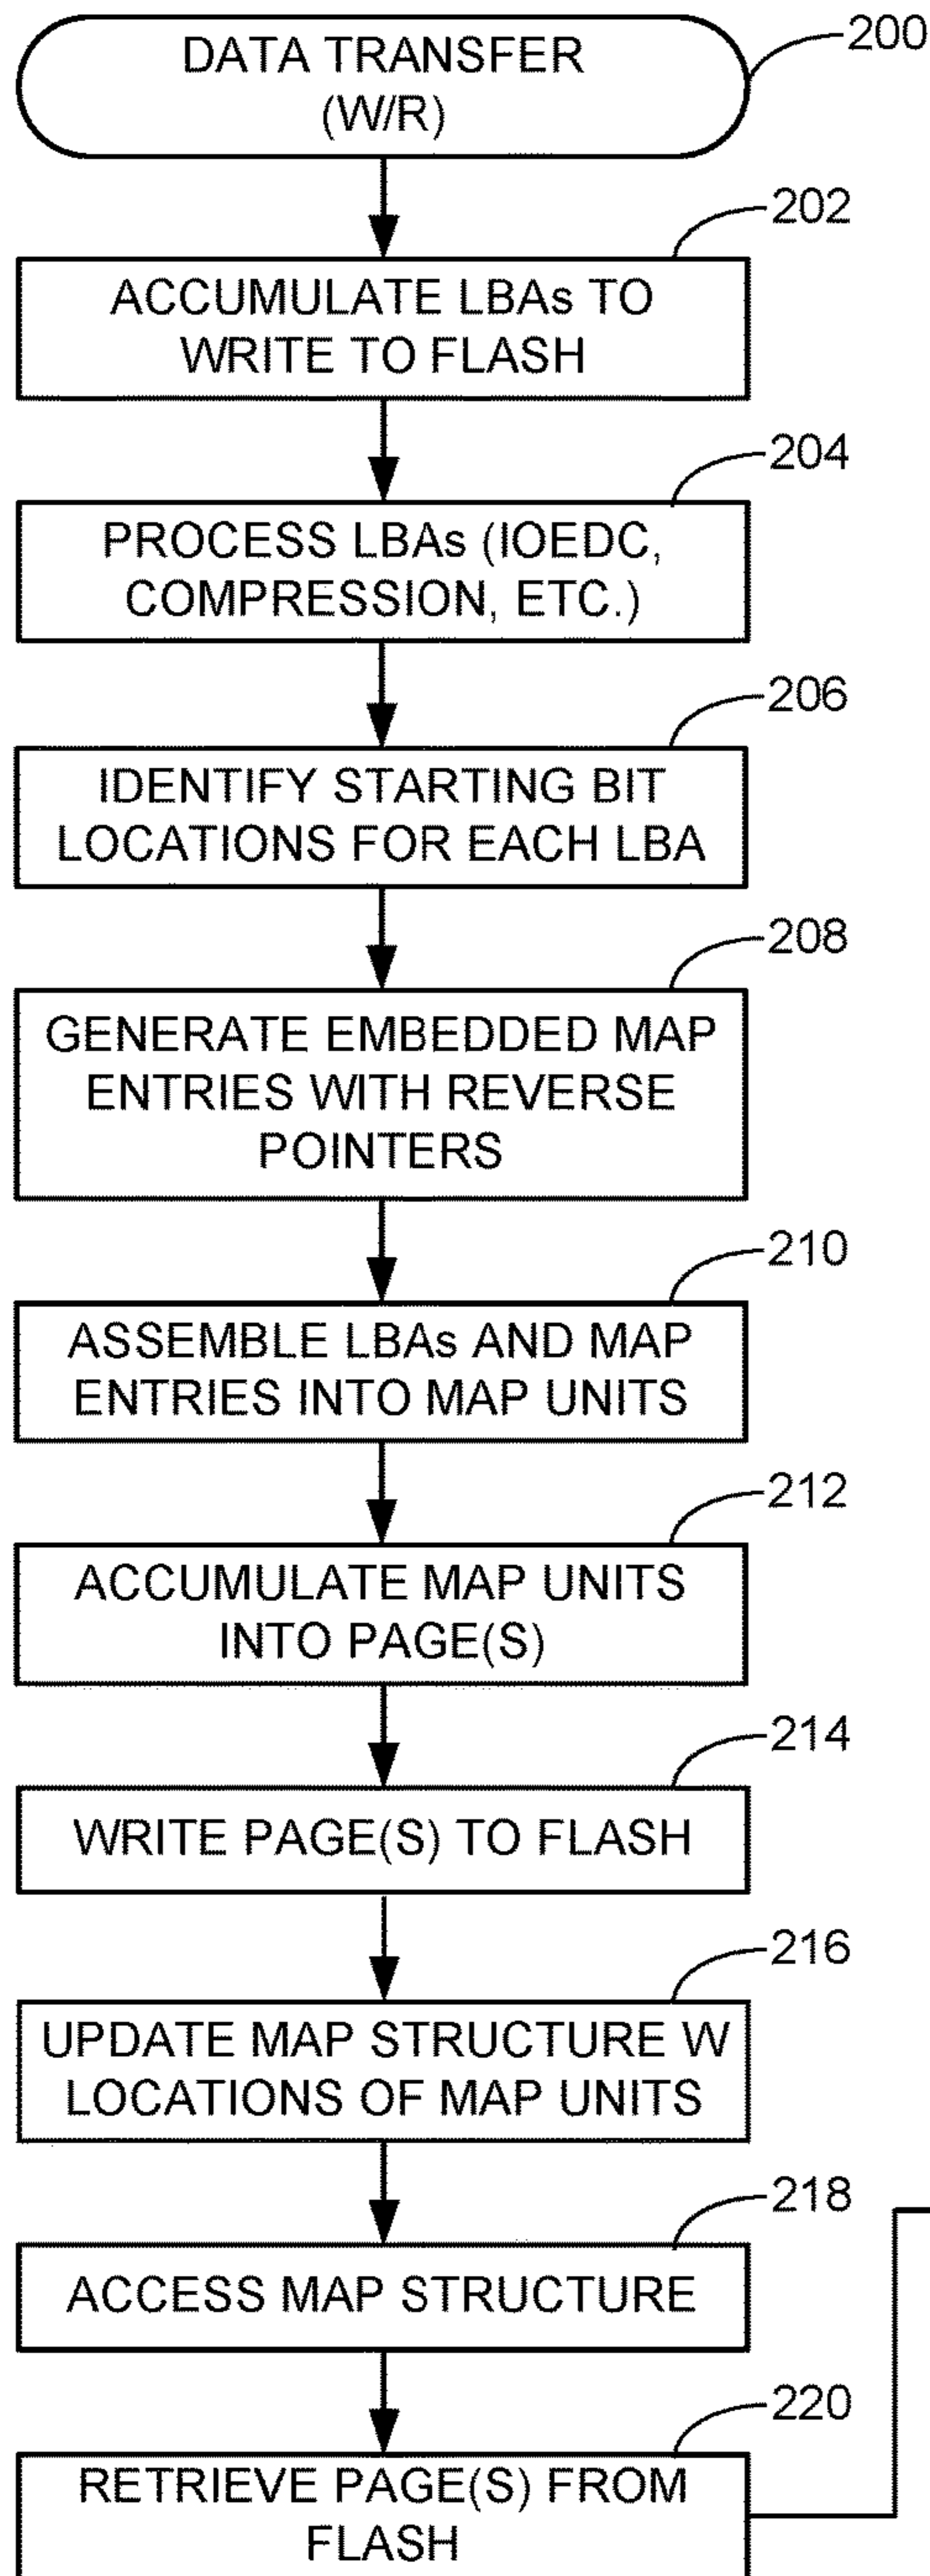 DATA TRANSFER
(W/R)
200
202
ACCUMULATE LBAs TO
WRITE TO FLASH
204
PROCESS LBAs (IOEDC,
COMPRESSION, ETC.)
206
IDENTIFY STARTING BIT
LOCATIONS FOR EACH LBA
208
GENERATE EMBEDDED MAP
ENTRIES WITH REVERSE
POINTERS
210
ASSEMBLE LBAs AND MAP
ENTRIES INTO MAP UNITS
212
ACCUMULATE MAP UNITS
INTO PAGE(S)
214
WRITE PAGE(S) TO FLASH
216
UPDATE MAP STRUCTURE W
LOCATIONS OF MAP UNITS
218
ACCESS MAP STRUCTURE
220
RETRIEVE PAGE(S) FROM
FLASH